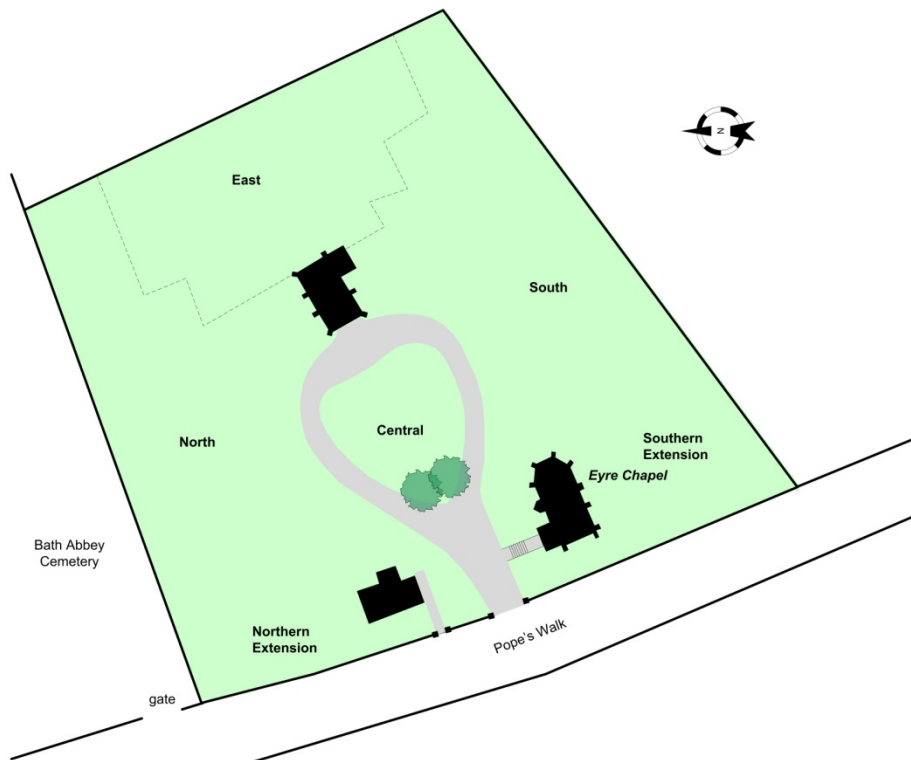 East
N
South
Central
North
Southern
Extension
Eyre Chapel
Bath Abbey
Cemetery
Northern
Extension
Pope's Walk
gate